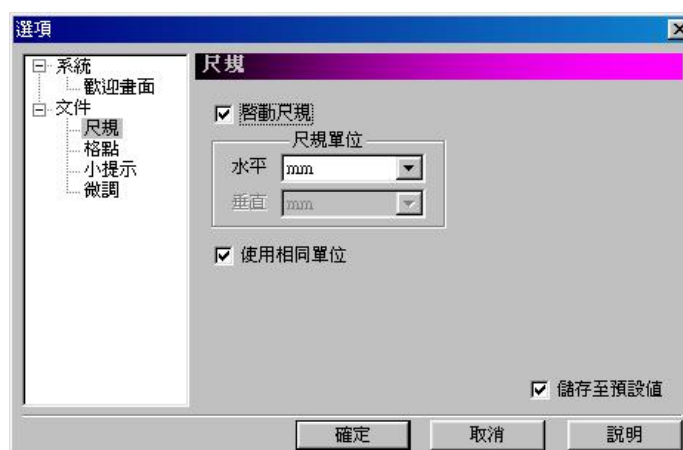 選項
系統
歡迎畫面
文件
尺規
格點
小提示
微調
尺規
啓動尺規
尺規單位
水平 mm
垂直 mm
使用相同單位
儲存至預設值
確定 取消 說明